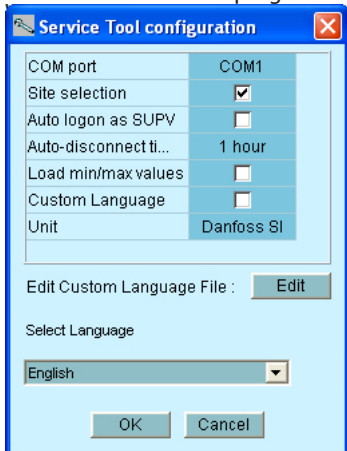 Service Tool configuration
COM port COM1
Site selection
Auto logon as SUPV
Auto-disconnect ti... 1 hour
Load min/max values
Custom Language
Unit Danfoss SI
Edit Custom Language File : Edit
Select Language
English
OK Cancel